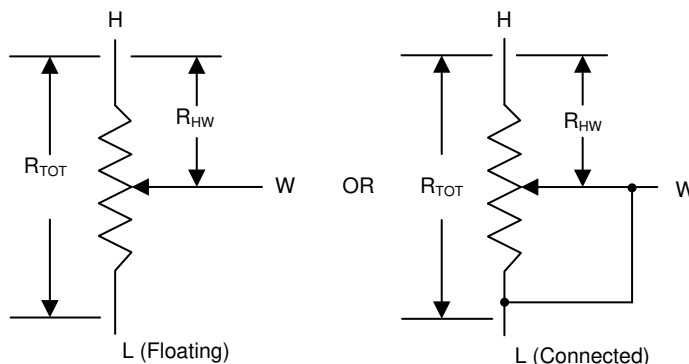 H
R_HW
R_TOT
W
L (Floating)
OR
H
R_HW
R_TOT
W
L (Connected)